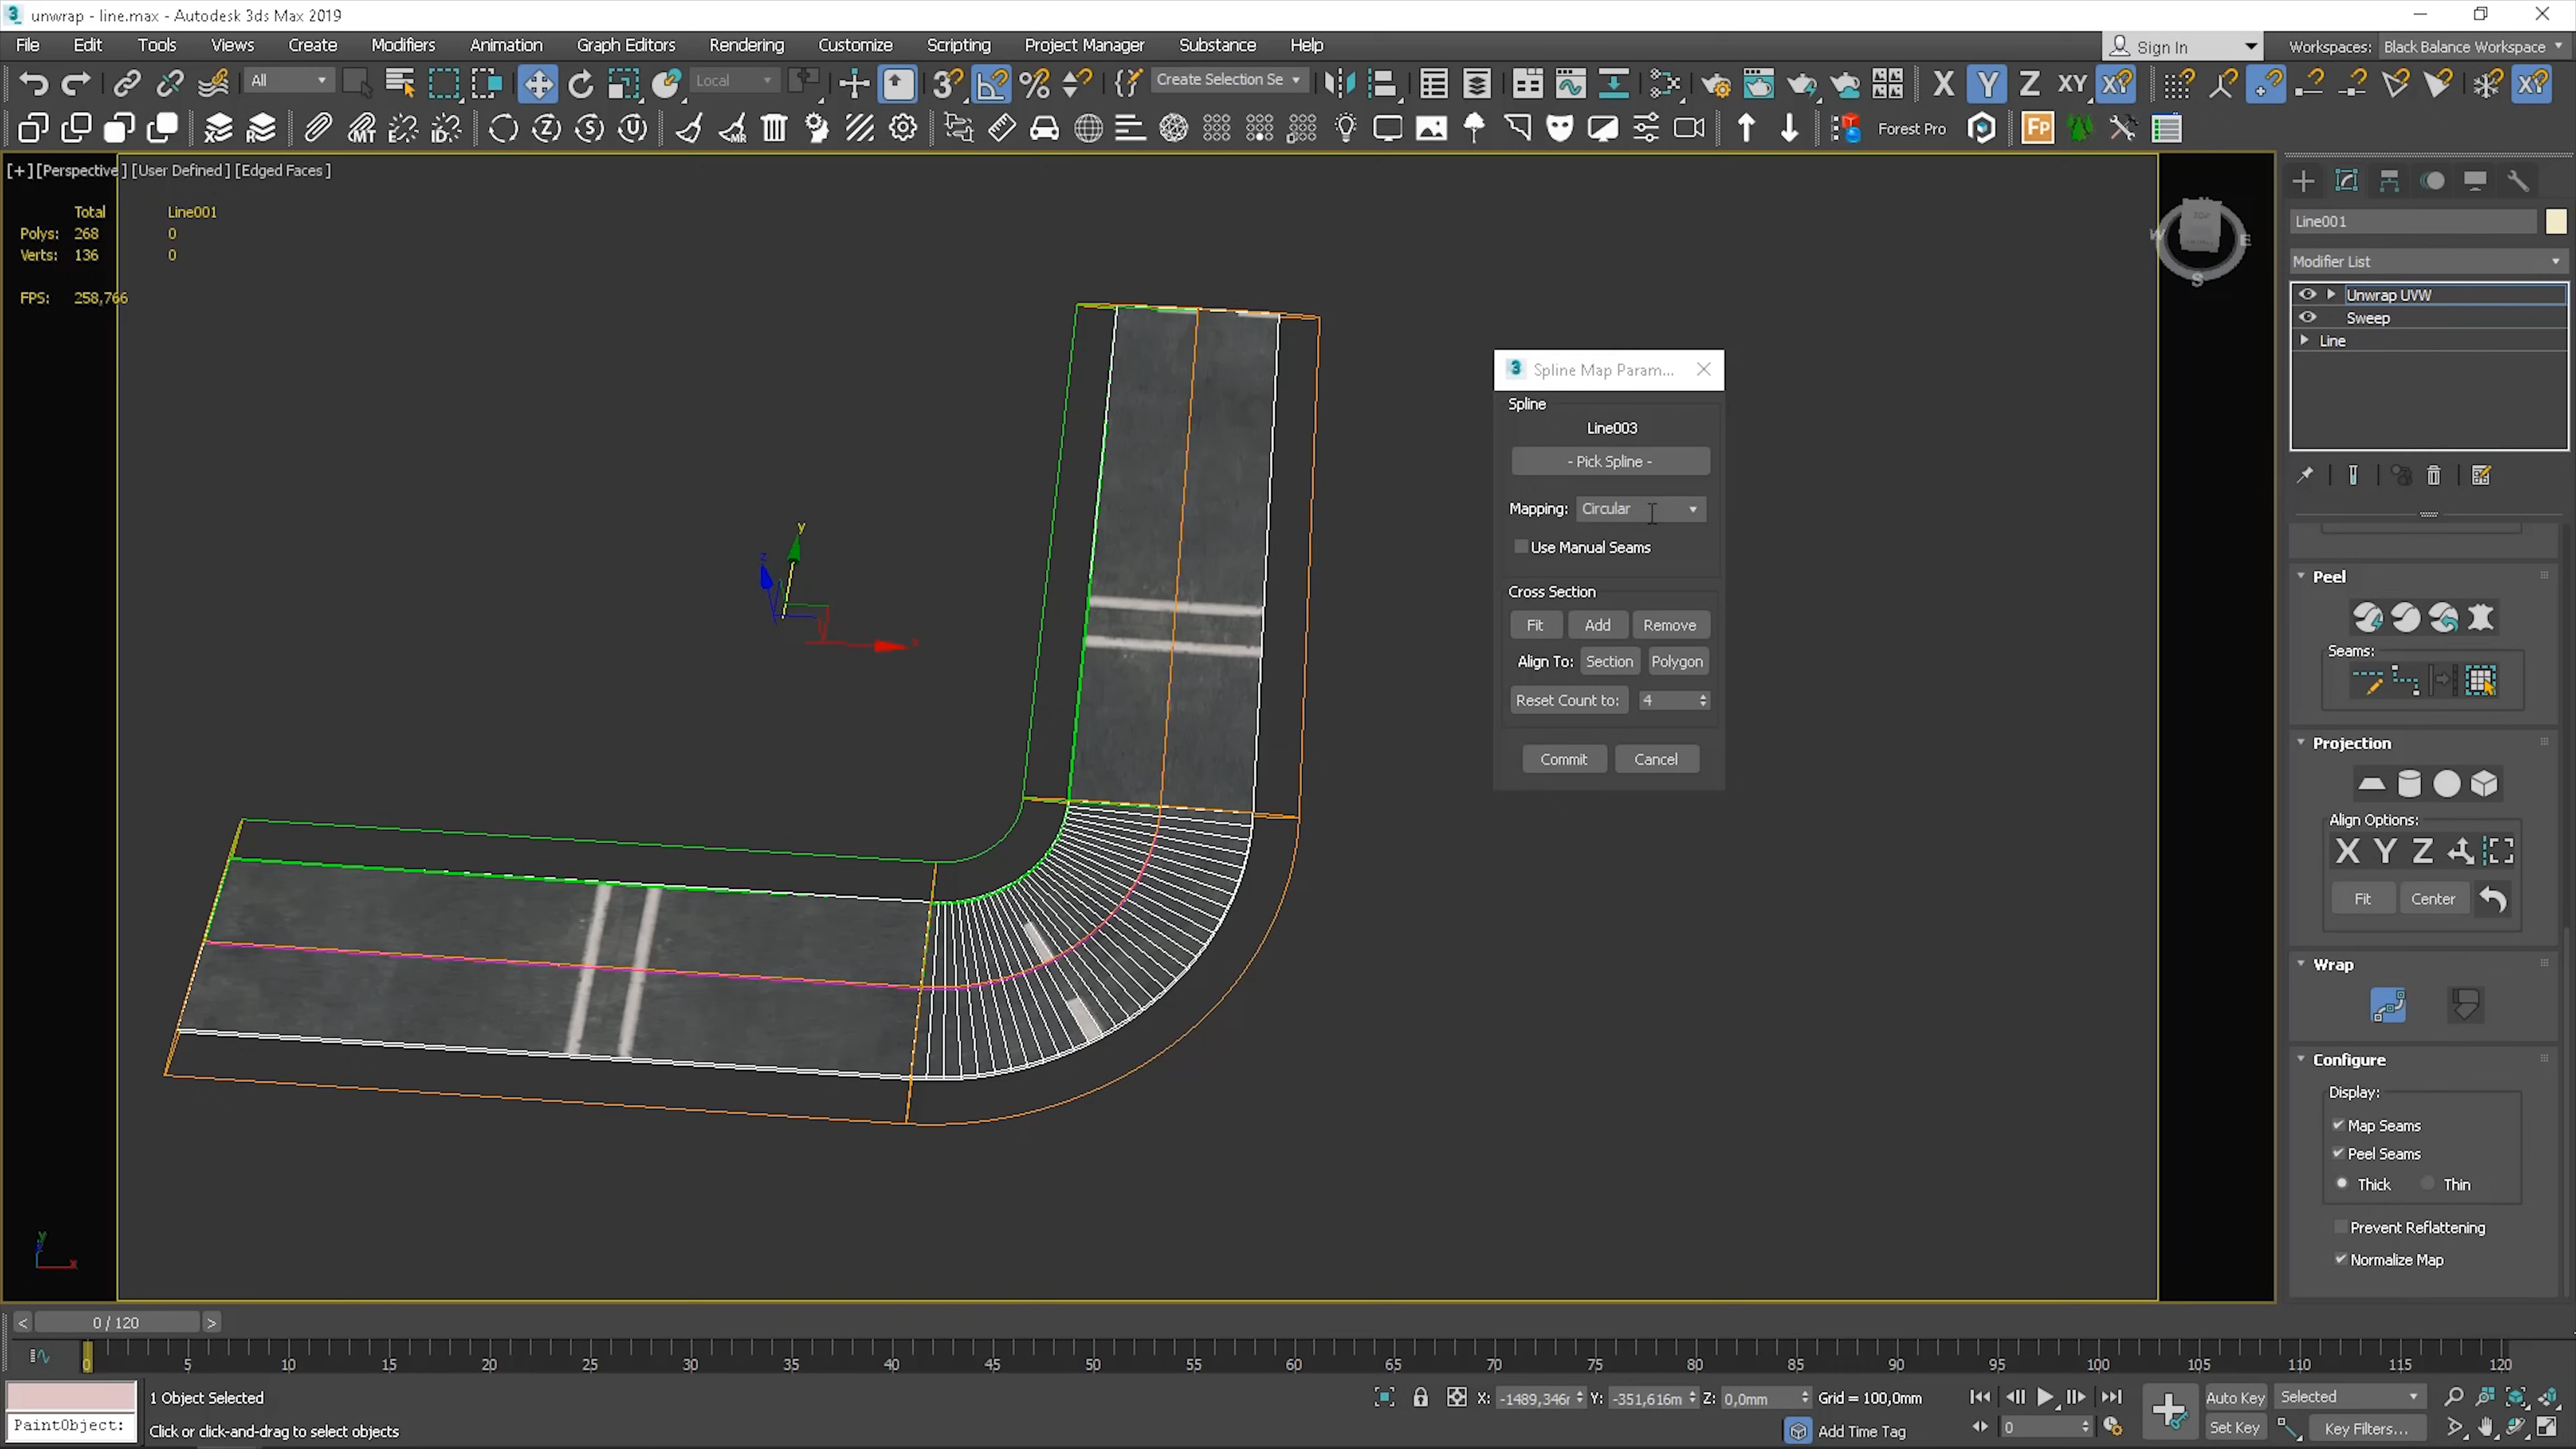 unwrap - line.max - Autodesk 3ds Max 2019
File Edit Tools Views Create Modifiers Animation Graph Editors Rendering Customize Scripting Project Manager Substance Help
Sign In
Workspaces: Black Balance Workspace
All
Local
Create Selection Se
X Y Z XY
Forest Pro
[+] [Perspective ] [User Defined ] [Edged Faces ]
Total Line001
Polys: 268 0
Verts: 136 0
FPS: 258,766
TOP
W E
S
y
z
x
Spline Map Param...
Spline
Line003
- Pick Spline -
Mapping: Circular
Use Manual Seams
Cross Section
Fit Add Remove
Align To: Section Polygon
Reset Count to: 4
Commit Cancel
Line001
Modifier List
Unwrap UVW
Sweep
Line
Peel
Seams:
Projection
Align Options:
X Y Z
Fit Center
Wrap
Configure
Display:
Map Seams
Peel Seams
Thick Thin
Prevent Reflattening
Normalize Map
< 0 / 120 >
0 5 10 15 20 25 30 35 40 45 50 55 60 65 70 75 80 85 90 95 100 105 110 115 120
PaintObject:
1 Object Selected
Click or click-and-drag to select objects
X: -1489,346r Y: -351,616m Z: 0,0mm Grid = 100,0mm
Add Time Tag
0
Auto Key Selected
Set Key Key Filters...